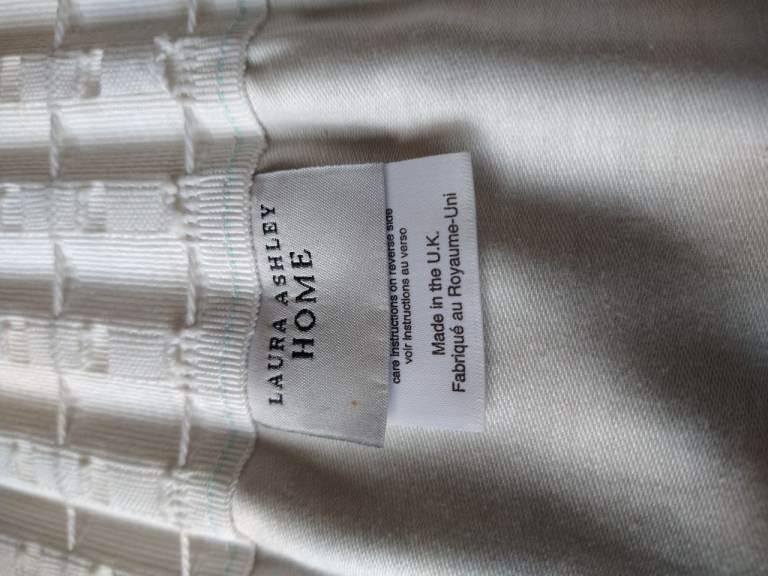 LAURA ASHLEY
HOME
care instructions on reverse side
voir instructions au verso
Made in the U.K.
Fabriqué au Royaume-Uni